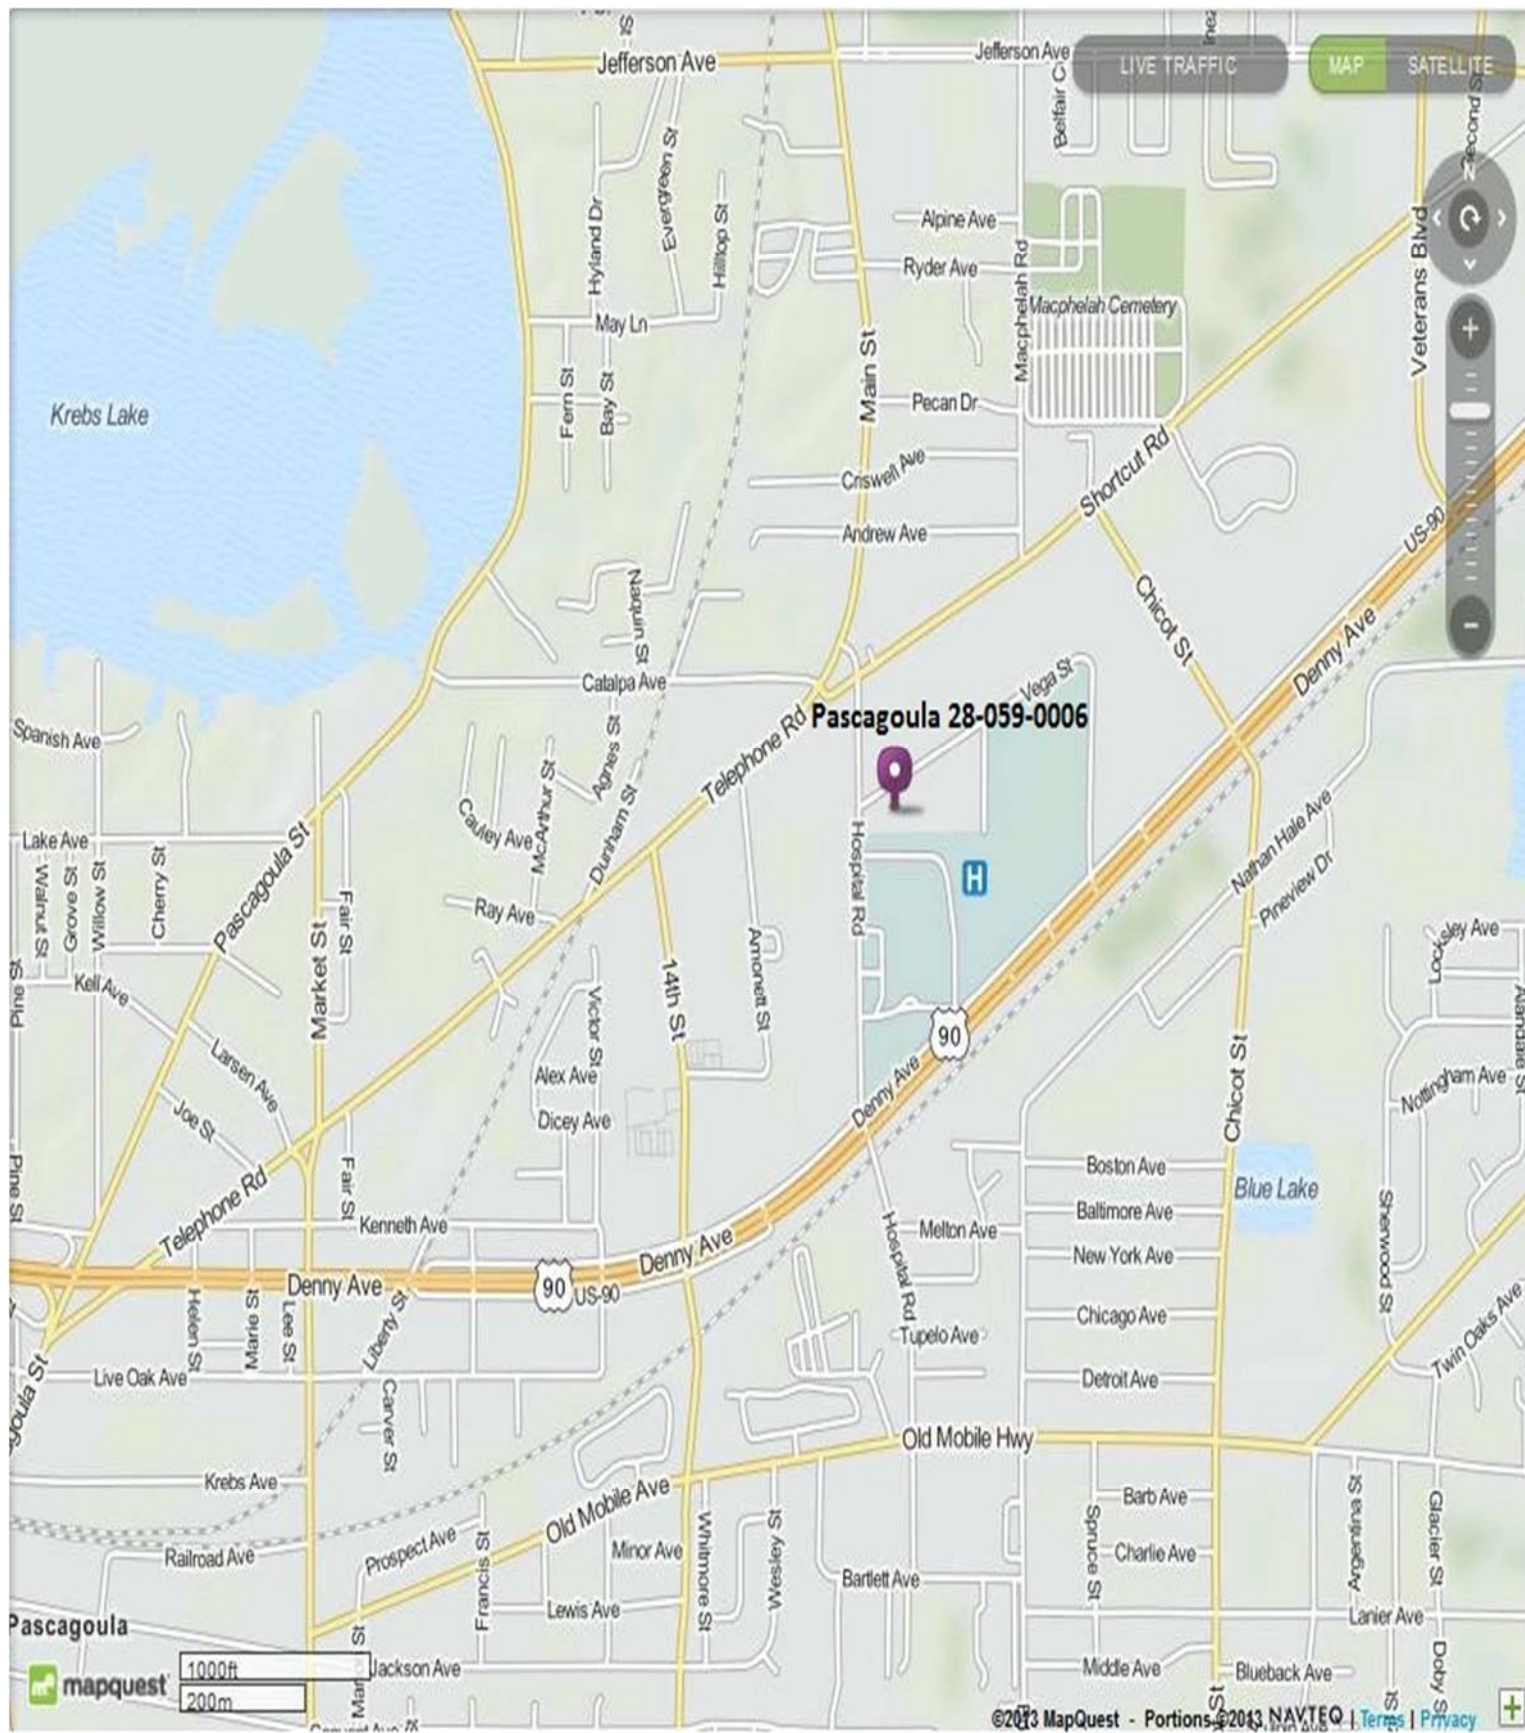 St
Jefferson Ave
Jefferson Ave
LIVE TRAFFIC
MAP
SATELLITE
Belfair
Second St
N
Evergreen St
Hyland Dr
Hilltop St
Alpine Ave
Macphelah Rd
Veterans Blvd
Ryder Ave
Macphelah Cemetery
May Ln
Main St
Fern St
Bay St
Krebs Lake
Pecan Dr
Shortcut Rd
Criswell Ave
Andrew Ave
US-90
Chicot St
Denny Ave
Catalpa Ave
Vega St
Pascagoula 28-059-0006
Spanish Ave
Telephone Rd
Agnes St
McArthur St
Cauley Ave
Dunham St
Lake Ave
Walnut St
Grove St
Willow St
Cherry St
Pascagoula St
Hospital Rd
H
Nathan Hale Ave
Pineview Dr
Fair St
Market St
Ray Ave
Amonett St
14th St
Victor St
Locksley Ave
Kell Ave
Pine St
Larsen Ave
90
Denny Ave
Alex Ave
Nottingham Ave
Joe St
Dicey Ave
Chicot St
Pine St
Fair St
Telephone Rd
Boston Ave
Blue Lake
Baltimore Ave
Sherwood St
Kenneth Ave
Melton Ave
Hospital Rd
New York Ave
Denny Ave
Denny Ave
90
US-90
Helen St
Marie St
Lee St
Liberty St
Chicago Ave
Tupelo Ave
Twin Oaks Ave
Live Oak Ave
Detroit Ave
Carver St
Old Mobile Hwy
Krebs Ave
Old Mobile Ave
Barb Ave
Spruce St
Argentina St
Glacier St
Railroad Ave
Prospect Ave
Francis St
Minor Ave
Whitmore St
Wesley St
Charlie Ave
Bartlett Ave
Lewis Ave
Lanier Ave
Pascagoula
St
Jackson Ave
Middle Ave
Blueback Ave
Doby S
mapquest
1000ft
200m
St
St
©2013 MapQuest - Portions ©2013 NAVTEQ | Terms | Privacy